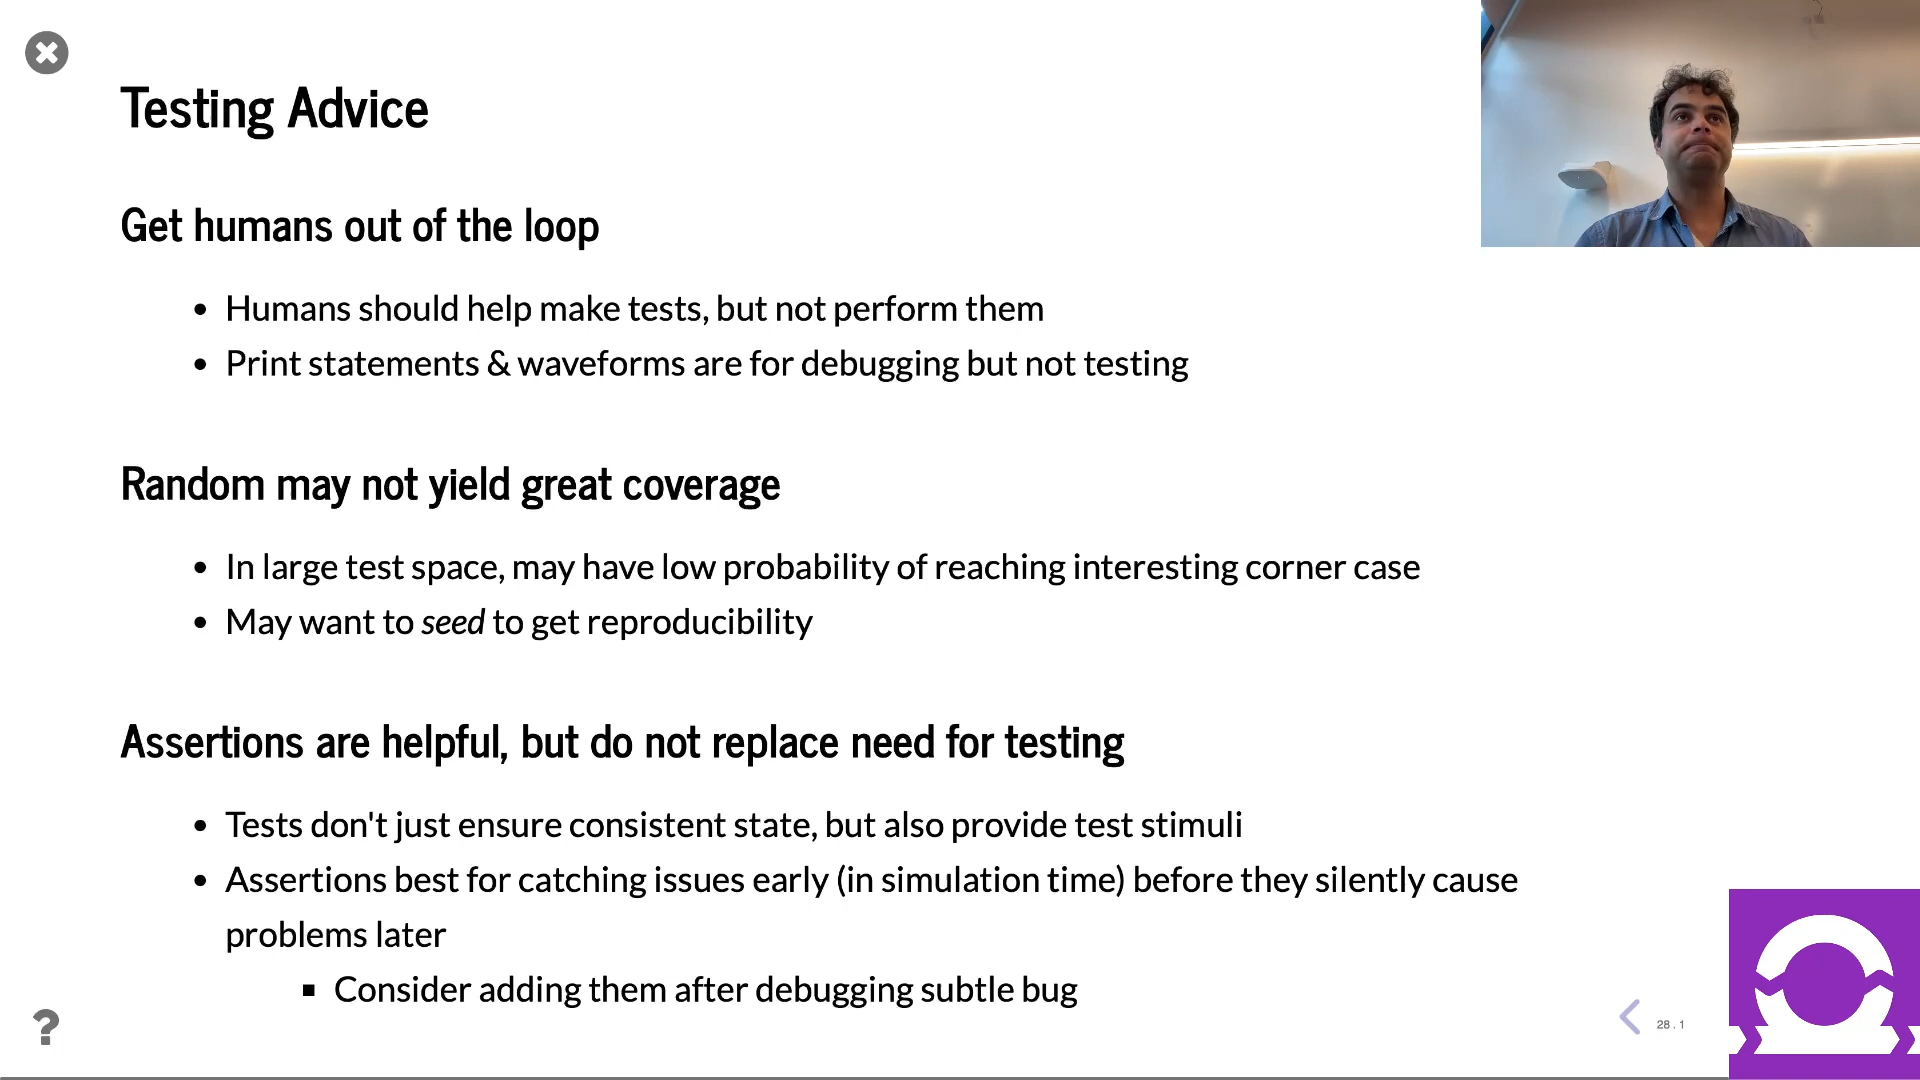 Testing Advice
Get humans out of the loop
• Humans should help make tests, but not perform them
• Print statements & waveforms are for debugging but not testing
Random may not yield great coverage
• In large test space, may have low probability of reaching interesting corner case
• May want to seed to get reproducibility
Assertions are helpful, but do not replace need for testing
• Tests don't just ensure consistent state, but also provide test stimuli
• Assertions best for catching issues early (in simulation time) before they silently cause
problems later
▪ Consider adding them after debugging subtle bug
?
28 . 1